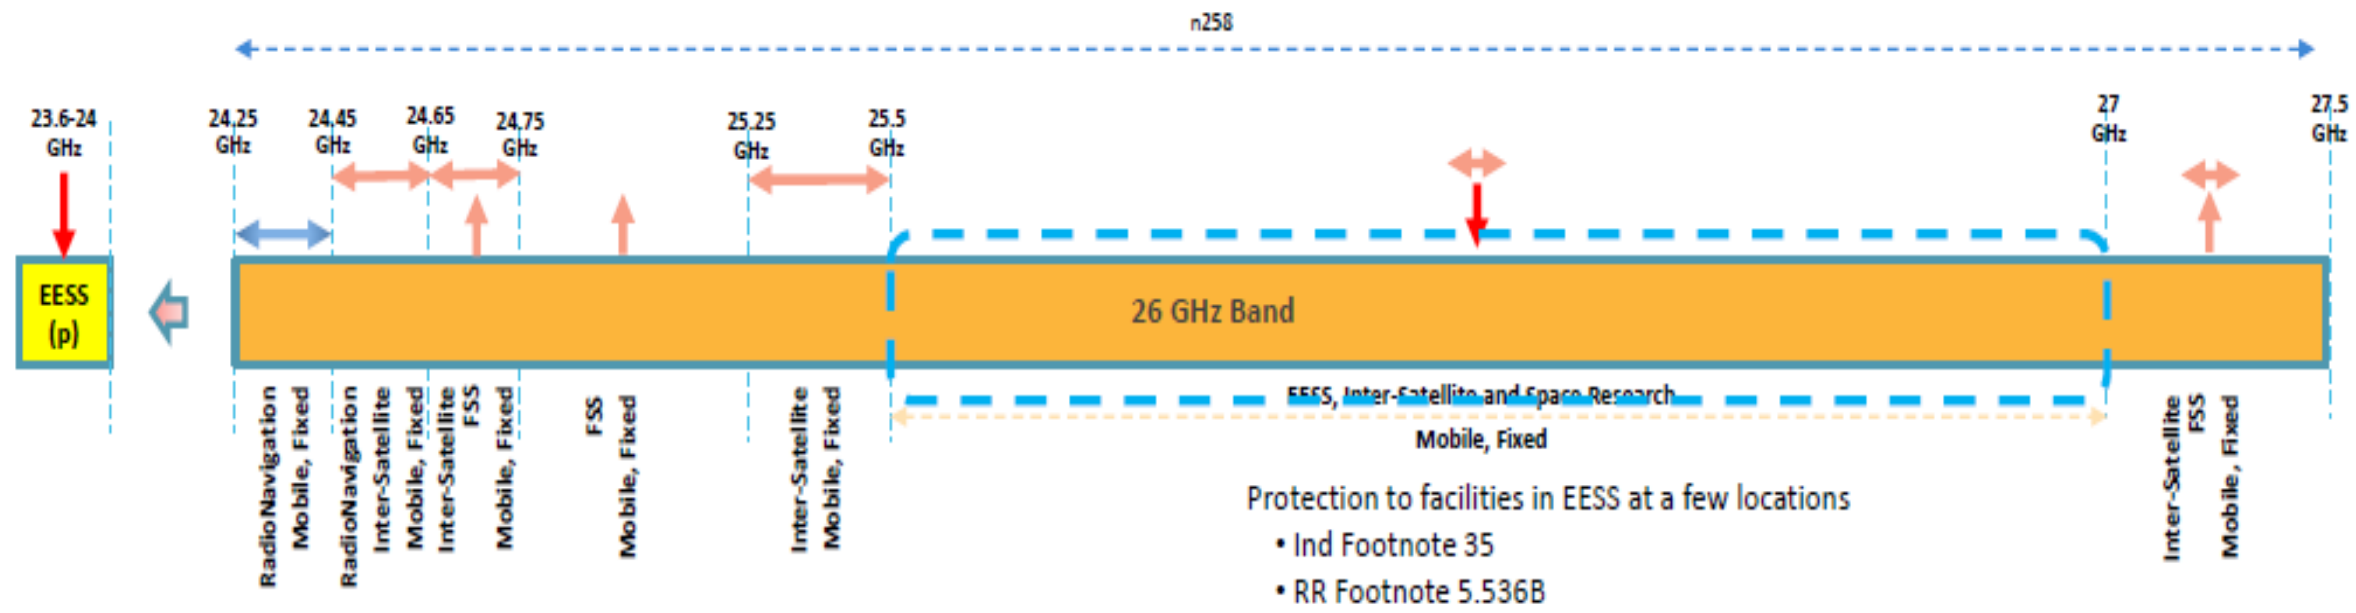 n258
23.6-24
GHz
24.25
GHz
24.45
GHz
24.65
GHz
24.75
GHz
25.25
GHz
25.5
GHz
27
GHz
27.5
GHz
EESS
(p)
26 GHz Band
RadioNavigation
Mobile, Fixed
RadioNavigation
Inter-Satellite
Mobile, Fixed
Inter-Satellite
FSS
Mobile, Fixed
FSS
Mobile, Fixed
Inter-Satellite
Mobile, Fixed
EESS, Inter-Satellite and Space Research
Mobile, Fixed
Inter-Satellite
FSS
Mobile, Fixed
Protection to facilities in EESS at a few locations
• Ind Footnote 35
• RR Footnote 5.536B